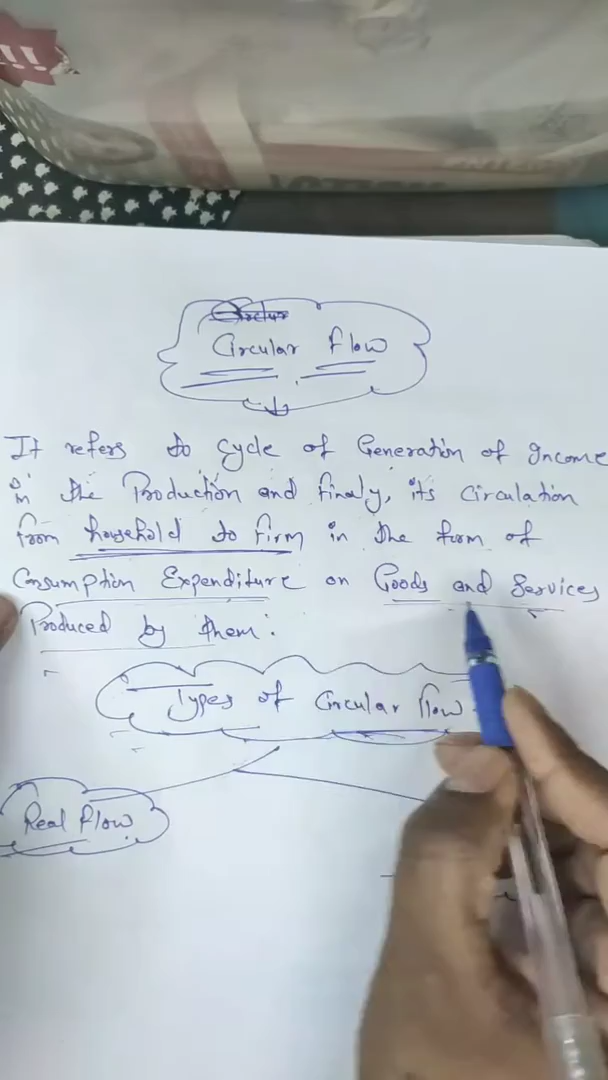 !!
Circular Flow
It refers to Cycle of Generation of Income
in the Production and Finaly, its Circulation
from household to Firm in the form of
Consumption Expenditure on Goods and Services
Produced by them:
Types of Circular flow
Real flow